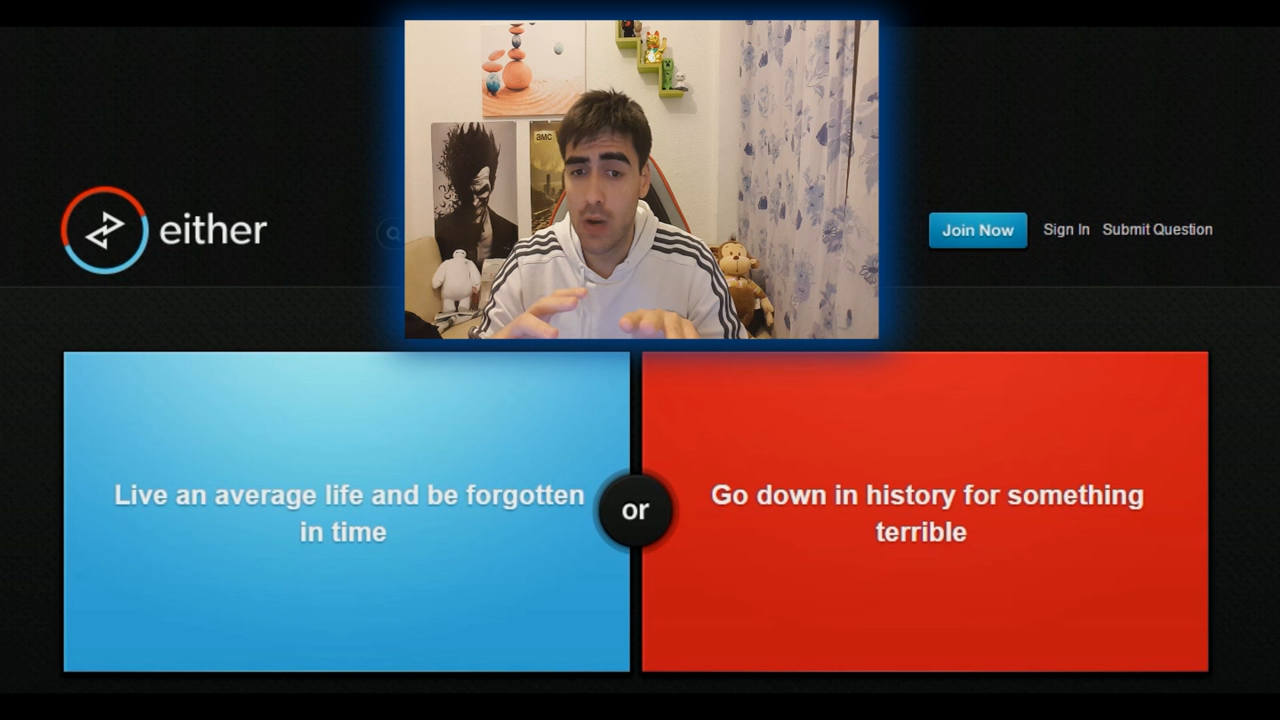 aMC
either
Join Now
Sign In
Submit Question
Live an average life and be forgotten
in time
or
Go down in history for something
terrible